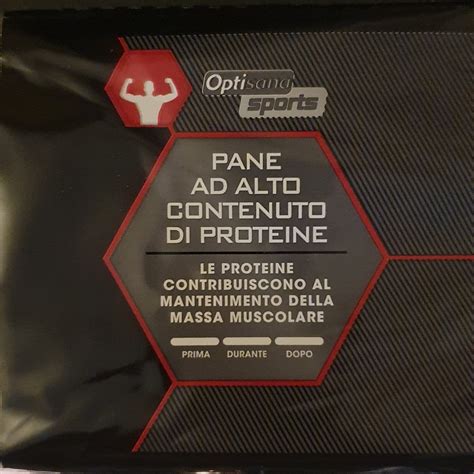 Optisana
sports
PANE
AD ALTO
CONTENUTO
DI PROTEINE
LE PROTEINE
CONTRIBUISCONO AL
MANTENIMENTO DELLA
MASSA MUSCOLARE
PRIMA DURANTE DOPO